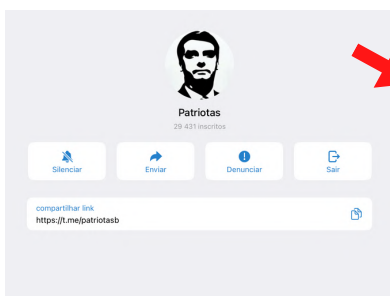 Patriotas
29 431 inscritos
Silenciar Enviar Denunciar Sair
compartilhar link
https://t.me/patriotasb